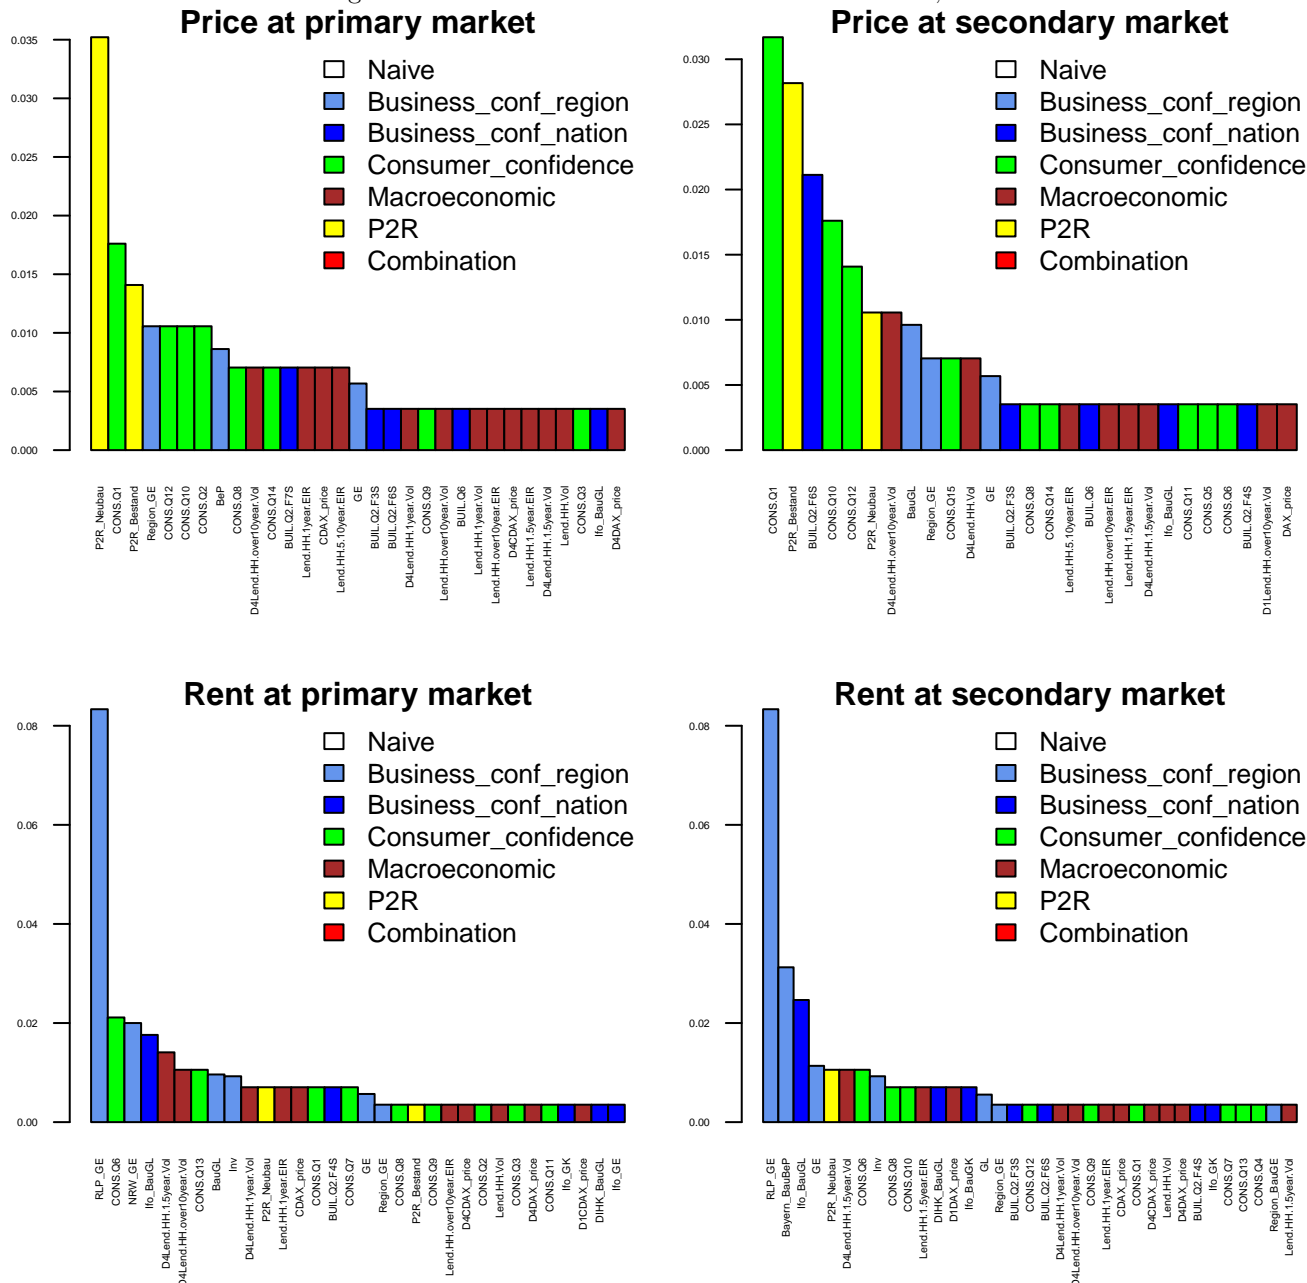 Price at primary market
0.035
0.030
0.025
0.020
0.015
0.010
0.005
0.000
Naive
Business_conf_region
Business_conf_nation
Consumer_confidence
Macroeconomic
P2R
Combination
P2R_Neubau
CONS.Q1
P2R_Bestand
Region_GE
CONS.Q12
CONS.Q10
CONS.Q2
BeP
CONS.Q8
D4Lend.HH.over10year.Vol
CONS.Q14
BUIL.Q2.F7S
Lend.HH.1year.EIR
CDAX_price
Lend.HH.5.10year.EIR
GE
BUIL.Q2.F3S
BUIL.Q2.F6S
D4Lend.HH.1year.Vol
CONS.Q9
Lend.HH.over10year.Vol
BUIL.Q6
Lend.HH.1year.Vol
Lend.HH.over10year.EIR
D4CDAX_price
Lend.HH.1.5year.EIR
D4Lend.HH.1.5year.Vol
Lend.HH.Vol
CONS.Q3
Ifo_BauGL
D4DAX_price
Price at secondary market
0.030
0.025
0.020
0.015
0.010
0.005
0.000
Naive
Business_conf_region
Business_conf_nation
Consumer_confidence
Macroeconomic
P2R
Combination
CONS.Q1
P2R_Bestand
BUIL.Q2.F6S
CONS.Q10
CONS.Q12
P2R_Neubau
D4Lend.HH.over10year.Vol
BauGL
Region_GE
CONS.Q15
D4Lend.HH.Vol
GE
BUIL.Q2.F3S
CONS.Q8
CONS.Q14
Lend.HH.5.10year.EIR
BUIL.Q6
Lend.HH.over10year.EIR
Lend.HH.1.5year.EIR
D4Lend.HH.1.5year.Vol
Ifo_BauGL
CONS.Q11
CONS.Q5
CONS.Q6
BUIL.Q2.F4S
D1Lend.HH.over10year.Vol
DAX_price
Rent at primary market
0.08
0.06
0.04
0.02
0.00
Naive
Business_conf_region
Business_conf_nation
Consumer_confidence
Macroeconomic
P2R
Combination
RLP_GE
CONS.Q6
NRW_GE
Ifo_BauGL
D4Lend.HH.1.5year.Vol
D4Lend.HH.over10year.Vol
CONS.Q13
BauGL
Inv
D4Lend.HH.1year.Vol
P2R_Neubau
Lend.HH.1year.EIR
CDAX_price
CONS.Q1
BUIL.Q2.F4S
CONS.Q7
GE
Region_GE
CONS.Q8
P2R_Bestand
CONS.Q9
Lend.HH.over10year.EIR
D4CDAX_price
CONS.Q2
Lend.HH.Vol
CONS.Q3
D4DAX_price
CONS.Q11
Ifo_GK
D1CDAX_price
DIHK_BauGL
Ifo_GE
Rent at secondary market
0.08
0.06
0.04
0.02
0.00
Naive
Business_conf_region
Business_conf_nation
Consumer_confidence
Macroeconomic
P2R
Combination
RLP_GE
Bayern_BauBeP
Ifo_BauGL
GE
P2R_Neubau
D4Lend.HH.1.5year.Vol
CONS.Q6
Inv
CONS.Q8
CONS.Q10
Lend.HH.1.5year.EIR
DIHK_BauGL
D1DAX_price
Ifo_BauGK
GL
Region_GE
BUIL.Q2.F3S
CONS.Q12
BUIL.Q2.F6S
D4Lend.HH.1year.Vol
D4Lend.HH.over10year.Vol
CONS.Q9
Lend.HH.1year.EIR
CDAX_price
CONS.Q1
D4CDAX_price
Lend.HH.Vol
D4DAX_price
BUIL.Q2.F4S
Ifo_GK
CONS.Q7
CONS.Q13
CONS.Q4
Region_BauGE
Lend.HH.1.5year.Vol